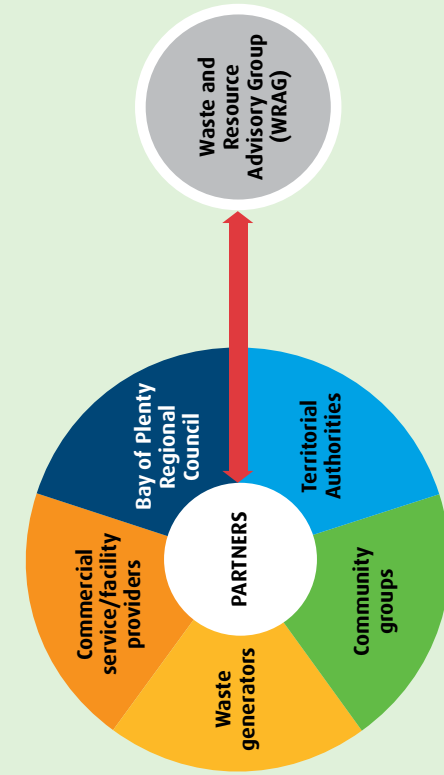 Waste and
Resource
Advisory Group
(WRAG)
Bay of Plenty
Regional
Council
Territorial
Authorities
Community
groups
Waste
generators
Commercial
service/facility
providers
PARTNERS